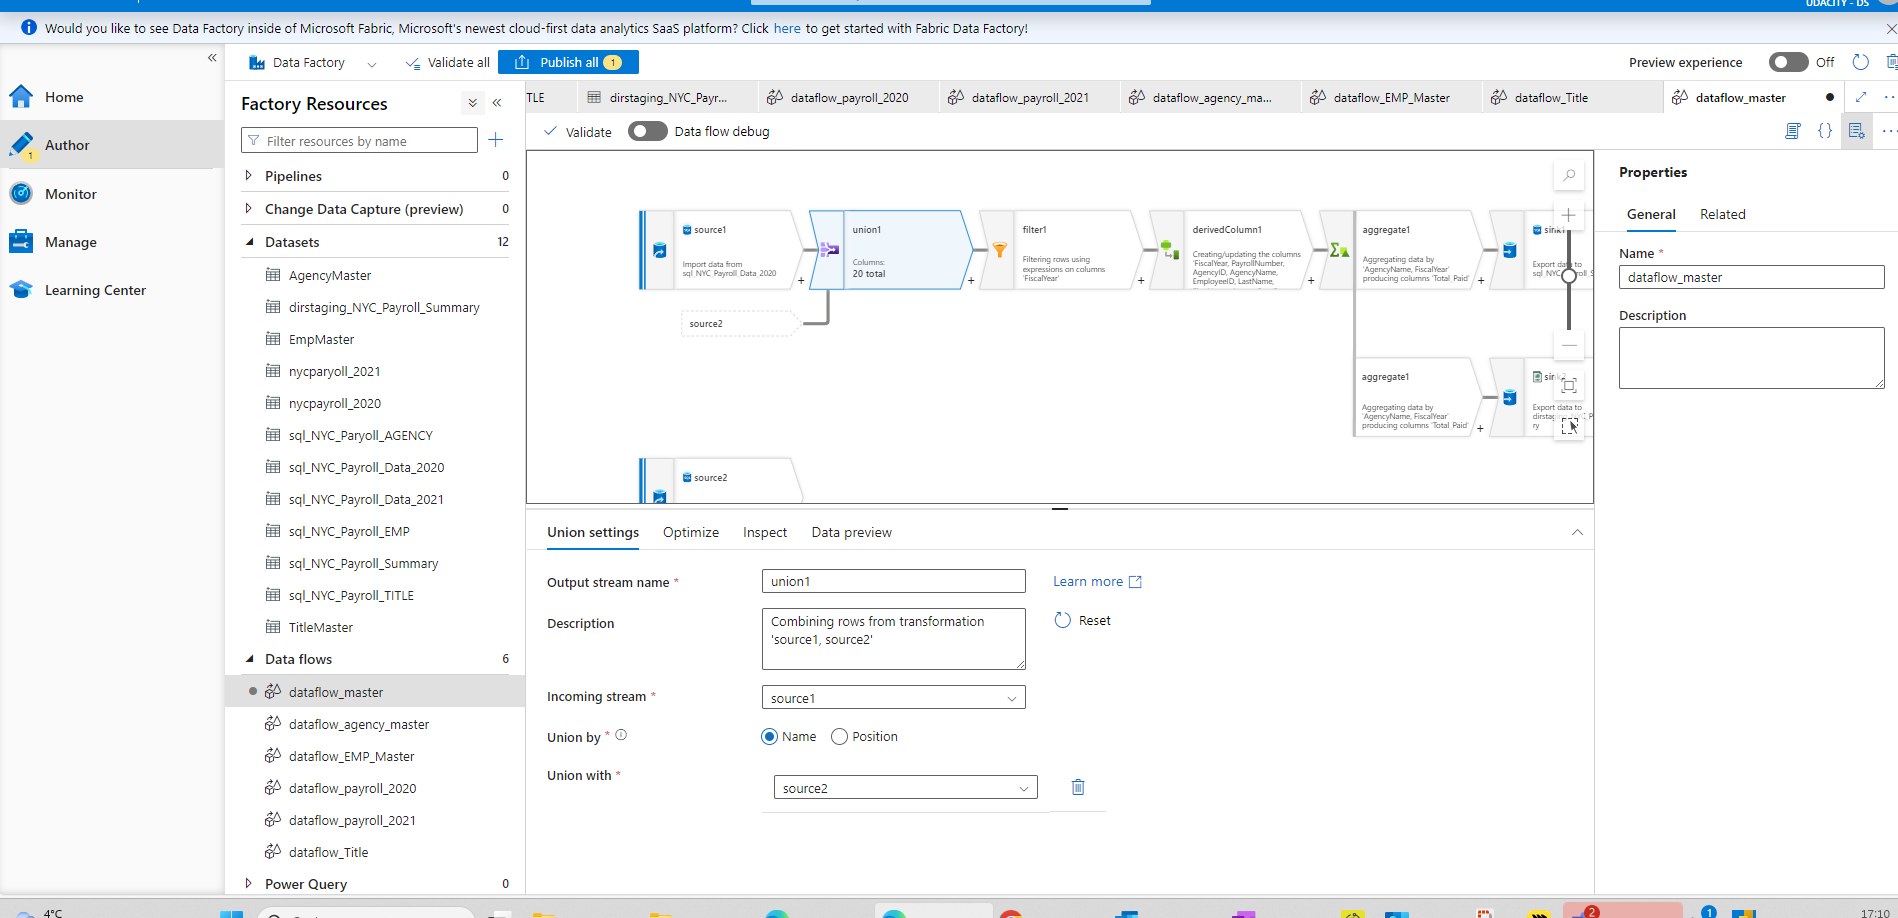 UDACITY - DS
Would you like to see Data Factory inside of Microsoft Fabric, Microsoft's newest cloud-first data analytics SaaS platform? Click here to get started with Fabric Data Factory!
Data Factory
Validate all
Publish all 1
Preview experience
Off
Home
Author
1
Monitor
Manage
Learning Center
Factory Resources
Filter resources by name
Pipelines 0
Change Data Capture (preview) 0
Datasets 12
AgencyMaster
dirstaging_NYC_Payroll_Summary
EmpMaster
nycparyoll_2021
nycpayroll_2020
sql_NYC_Paryoll_AGENCY
sql_NYC_Payroll_Data_2020
sql_NYC_Payroll_Data_2021
sql_NYC_Payroll_EMP
sql_NYC_Payroll_Summary
sql_NYC_Payroll_TITLE
TitleMaster
Data flows 6
dataflow_master
dataflow_agency_master
dataflow_EMP_Master
dataflow_payroll_2020
dataflow_payroll_2021
dataflow_Title
Power Query 0
TLE
dirstaging_NYC_Payr...
dataflow_payroll_2020
dataflow_payroll_2021
dataflow_agency_ma...
dataflow_EMP_Master
dataflow_Title
dataflow_master
Validate
Data flow debug
source1
Import data from
sql_NYC_Payroll_Data_2020
union1
Columns:
20 total
filter1
Filtering rows using
expressions on columns
'FiscalYear'
derivedColumn1
Creating/updating the columns
'FiscalYear, PayrollNumber,
AgencyID, AgencyName,
EmployeeID, LastName,
aggregate1
Aggregating data by
'AgencyName, FiscalYear'
producing columns 'Total_Paid'
sink1
Export data to
source2
aggregate1
Aggregating data by
'AgencyName, FiscalYear'
producing columns 'Total_Paid'
Export data to
ry
source2
Union settings
Optimize
Inspect
Data preview
Output stream name *
union1
Learn more
Description
Combining rows from transformation
'source1, source2'
Reset
Incoming stream *
source1
Union by *
Name
Position
Union with *
source2
Properties
General
Related
Name *
dataflow_master
Description
4°C
2
1
17:10